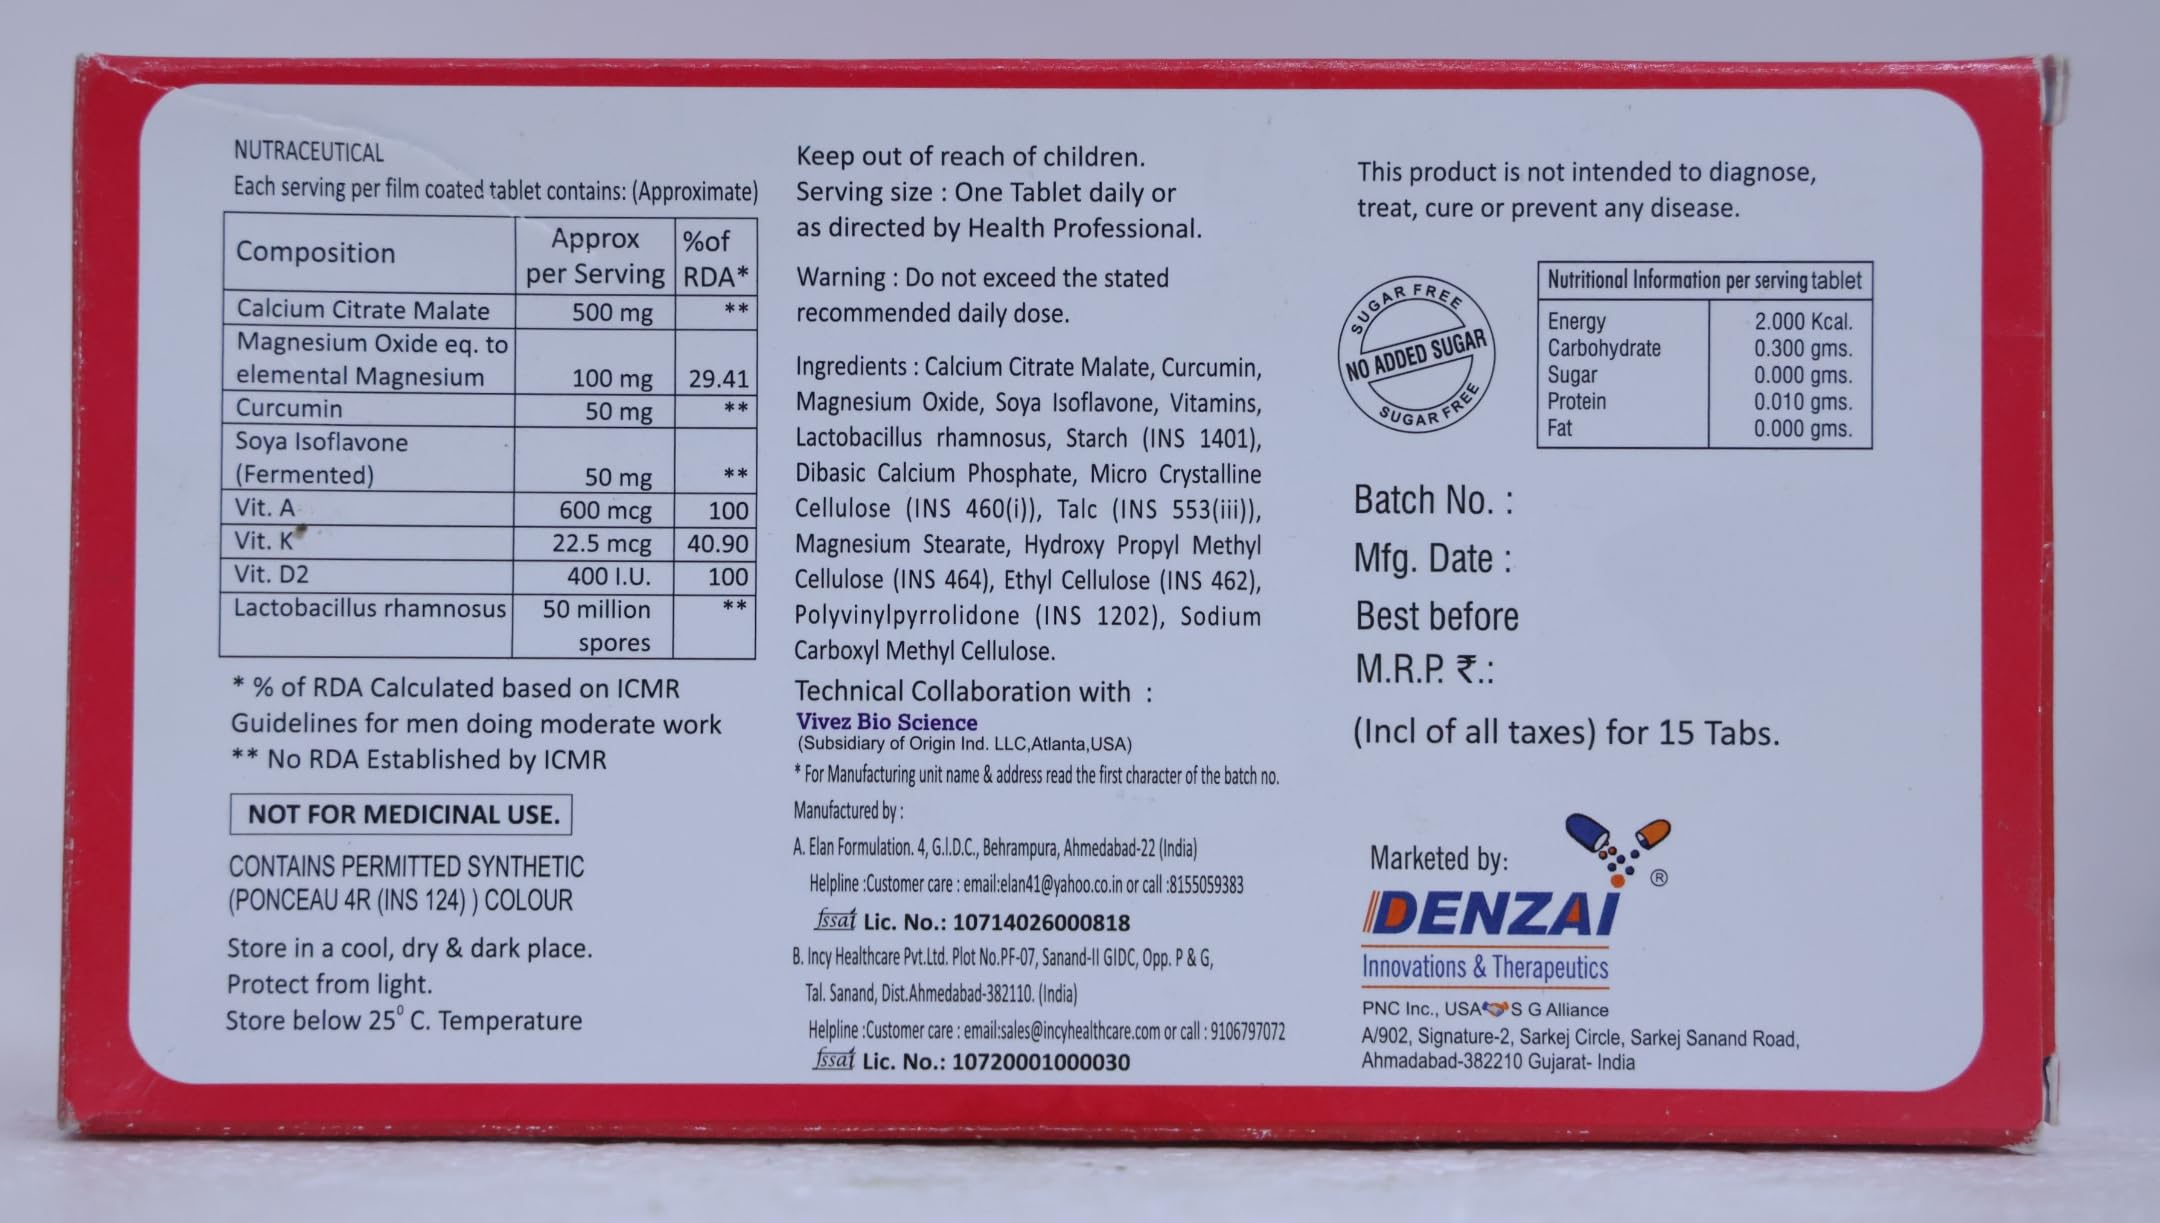 NUTRACEUTICAL
Each serving per film coated tablet contains: (Approximate)
Composition Approx per Serving %of RDA*
Calcium Citrate Malate 500 mg **
Magnesium Oxide eq. to
elemental Magnesium 100 mg 29.41
Curcumin 50 mg **
Soya Isoflavone
(Fermented) 50 mg **
Vit. A 600 mcg 100
Vit. K 22.5 mcg 40.90
Vit. D2 400 I.U. 100
Lactobacillus rhamnosus 50 million **
spores
* % of RDA Calculated based on ICMR
Guidelines for men doing moderate work
** No RDA Established by ICMR
NOT FOR MEDICINAL USE.
CONTAINS PERMITTED SYNTHETIC
(PONCEAU 4R (INS 124) ) COLOUR
Store in a cool, dry & dark place.
Protect from light.
Store below 25⁰ C. Temperature
Keep out of reach of children.
Serving size : One Tablet daily or
as directed by Health Professional.
Warning : Do not exceed the stated
recommended daily dose.
Ingredients : Calcium Citrate Malate, Curcumin,
Magnesium Oxide, Soya Isoflavone, Vitamins,
Lactobacillus rhamnosus, Starch (INS 1401),
Dibasic Calcium Phosphate, Micro Crystalline
Cellulose (INS 460(i)), Talc (INS 553(iii)),
Magnesium Stearate, Hydroxy Propyl Methyl
Cellulose (INS 464), Ethyl Cellulose (INS 462),
Polyvinylpyrrolidone (INS 1202), Sodium
Carboxyl Methyl Cellulose.
Technical Collaboration with :
Vivez Bio Science
(Subsidiary of Origin Ind. LLC,Atlanta,USA)
* For Manufacturing unit name & address read the first character of the batch no.
Manufactured by :
A. Elan Formulation. 4, G.I.D.C., Behrampura, Ahmedabad-22 (India)
Helpline :Customer care : email:elan41@yahoo.co.in or call :8155059383
fssai Lic. No.: 10714026000818
B. Incy Healthcare Pvt.Ltd. Plot No.PF-07, Sanand-II GIDC, Opp. P & G,
Tal. Sanand, Dist.Ahmedabad-382110. (India)
Helpline :Customer care : email:sales@incyhealthcare.com or call : 9106797072
fssai Lic. No.: 10720001000030
This product is not intended to diagnose,
treat, cure or prevent any disease.
SUGAR FREE
NO ADDED SUGAR
SUGAR FREE
Nutritional Information per serving tablet
Energy 2.000 Kcal.
Carbohydrate 0.300 gms.
Sugar 0.000 gms.
Protein 0.010 gms.
Fat 0.000 gms.
Batch No. :
Mfg. Date :
Best before
M.R.P. ₹.:
(Incl of all taxes) for 15 Tabs.
Marketed by:
DENZAI ®
Innovations & Therapeutics
PNC Inc., USA S G Alliance
A/902, Signature-2, Sarkej Circle, Sarkej Sanand Road,
Ahmadabad-382210 Gujarat- India